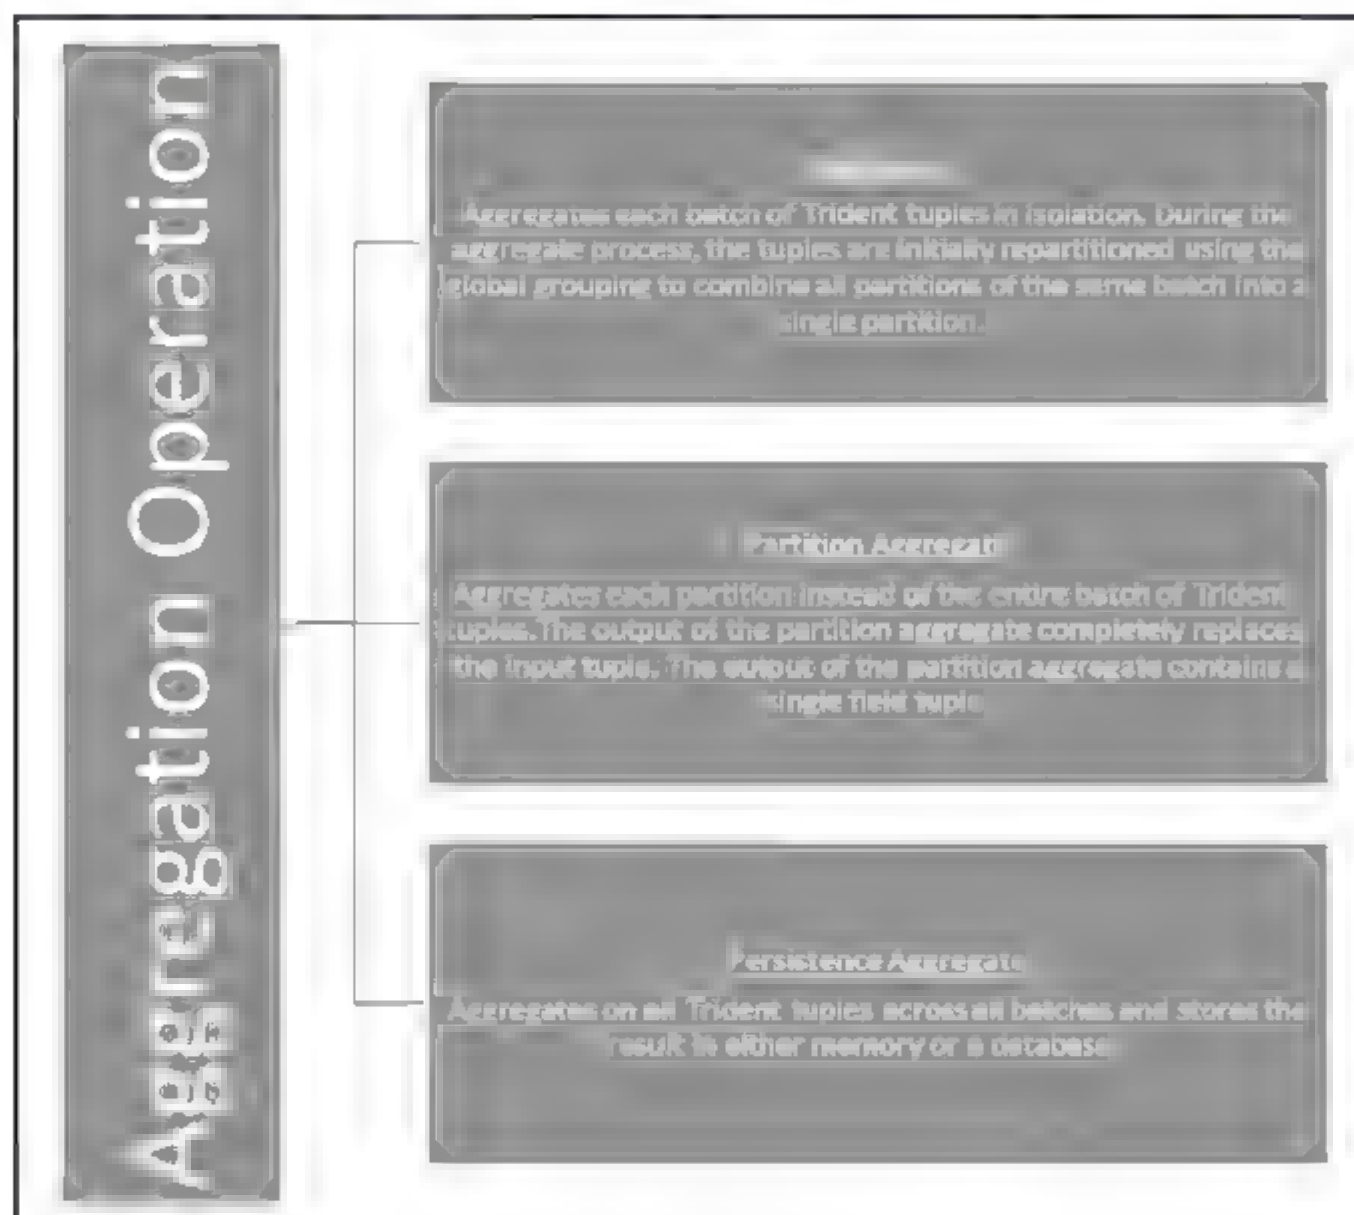 Aggregation Operation
Aggregates each batch of Trident tuples in isolation. During the
aggregate process, the tuples are initially repartitioned using the
global grouping to combine all partitions of the same batch into a
single partition.
Partition Aggregate
Aggregates each partition instead of the entire batch of Trident
tuples. The output of the partition aggregate completely replaces
the input tuple. The output of the partition aggregate contains a
single field tuple
Persistence Aggregate
Aggregates on all Trident tuples across all batches and stores the
result in either memory or a database